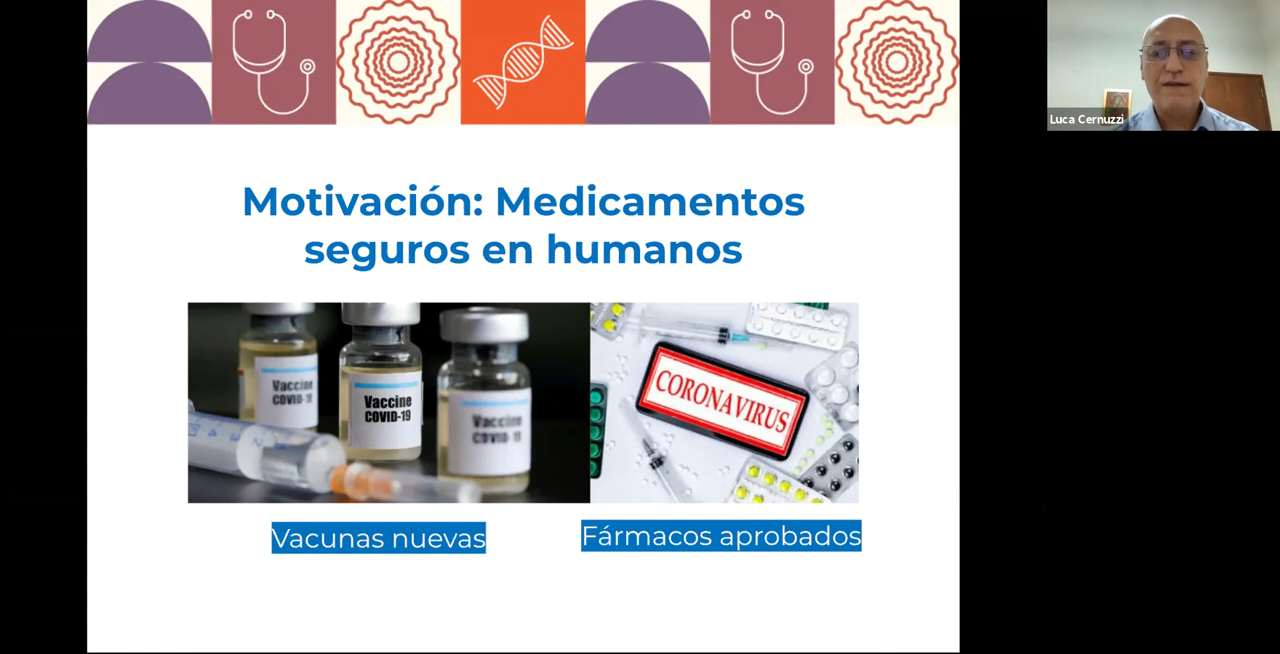 Luca Cernuzzi
Motivación: Medicamentos
seguros en humanos
Vaccine
COVID-19
Vaccine
COVID-19
Vaccine
COVID-19
CORONAVIRUS
Vacunas nuevas
Fármacos aprobados